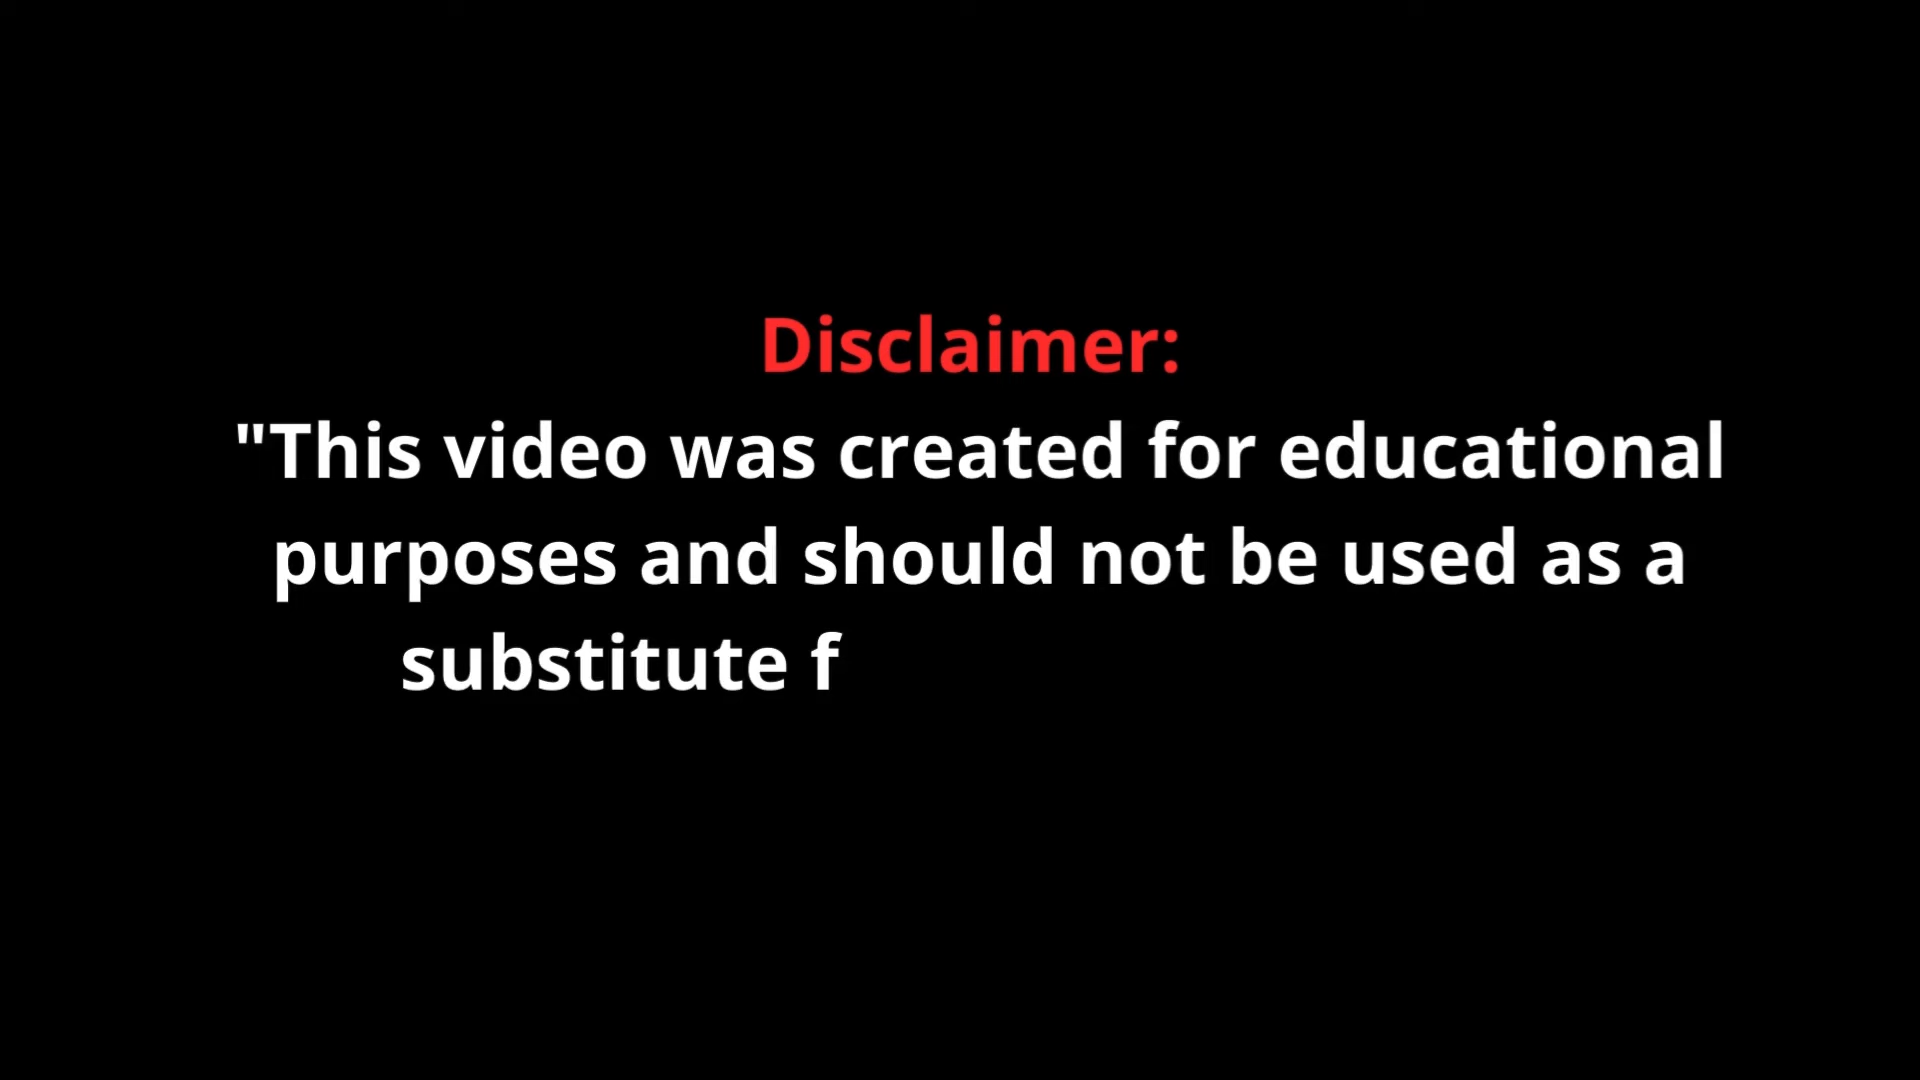 Disclaimer:
"This video was created for educational
purposes and should not be used as a
substitute f